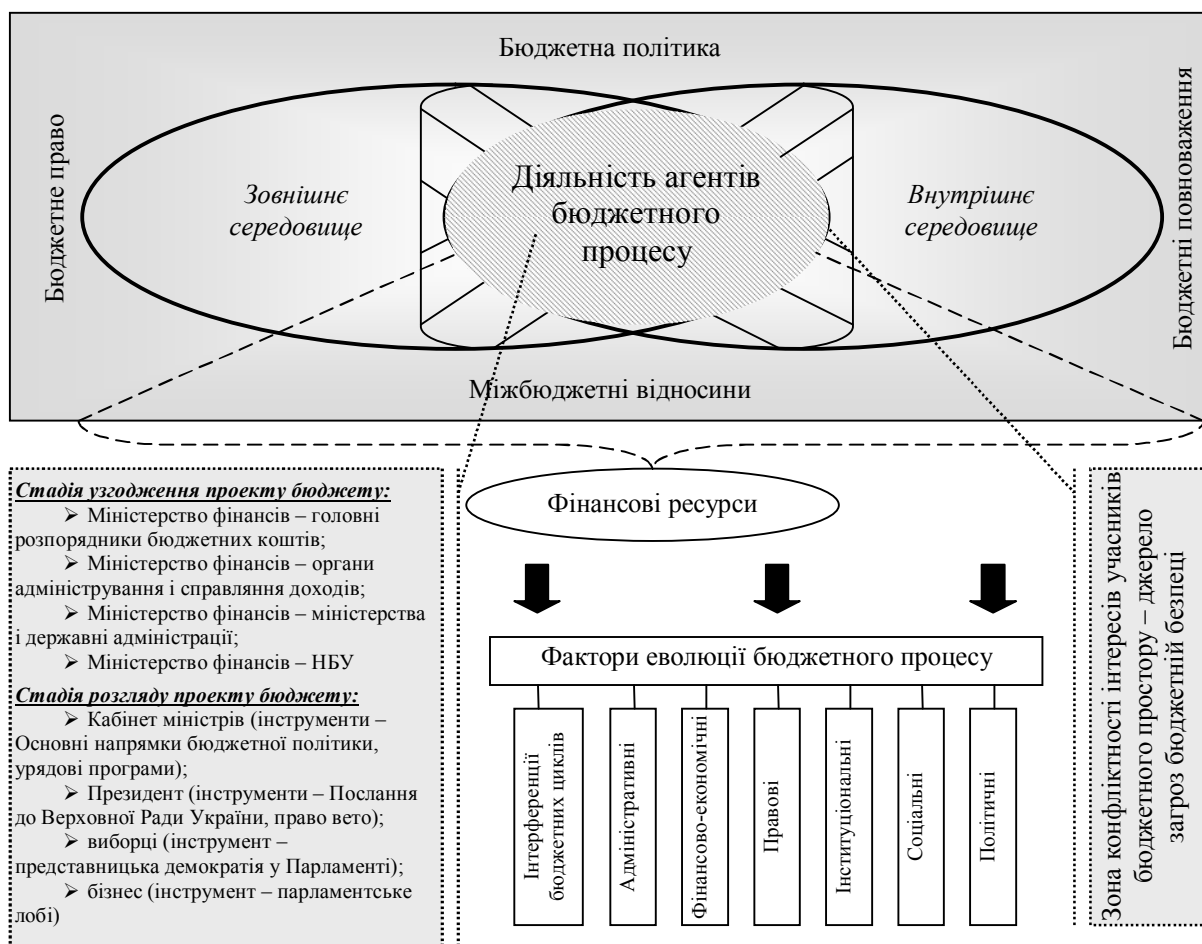 Бюджетна політика
Бюджетне право
Зовнішнє
середовище
Діяльність агентів
бюджетного
процесу
Внутрішнє
середовище
Бюджетні повноваження
Міжбюджетні відносини
Стадія узгодження проекту бюджету:
➢ Міністерство фінансів – головні
розпорядники бюджетних коштів;
➢ Міністерство фінансів – органи
адміністрування і справляння доходів;
➢ Міністерство фінансів – міністерства
і державні адміністрації;
➢ Міністерство фінансів – НБУ
Стадія розгляду проекту бюджету:
➢ Кабінет міністрів (інструменти –
Основні напрямки бюджетної політики,
урядові програми);
➢ Президент (інструменти – Послання
до Верховної Ради України, право вето);
➢ виборці (інструмент –
представницька демократія у Парламенті);
➢ бізнес (інструмент – парламентське
лобі)
Фінансові ресурси
Фактори еволюції бюджетного процесу
Інтерференції
бюджетних циклів
Адміністративні
Фінансово-економічні
Правові
Інституціональні
Соціальні
Політичні
Зона конфліктності інтересів учасників
бюджетного простору – джерело
загроз бюджетній безпеці